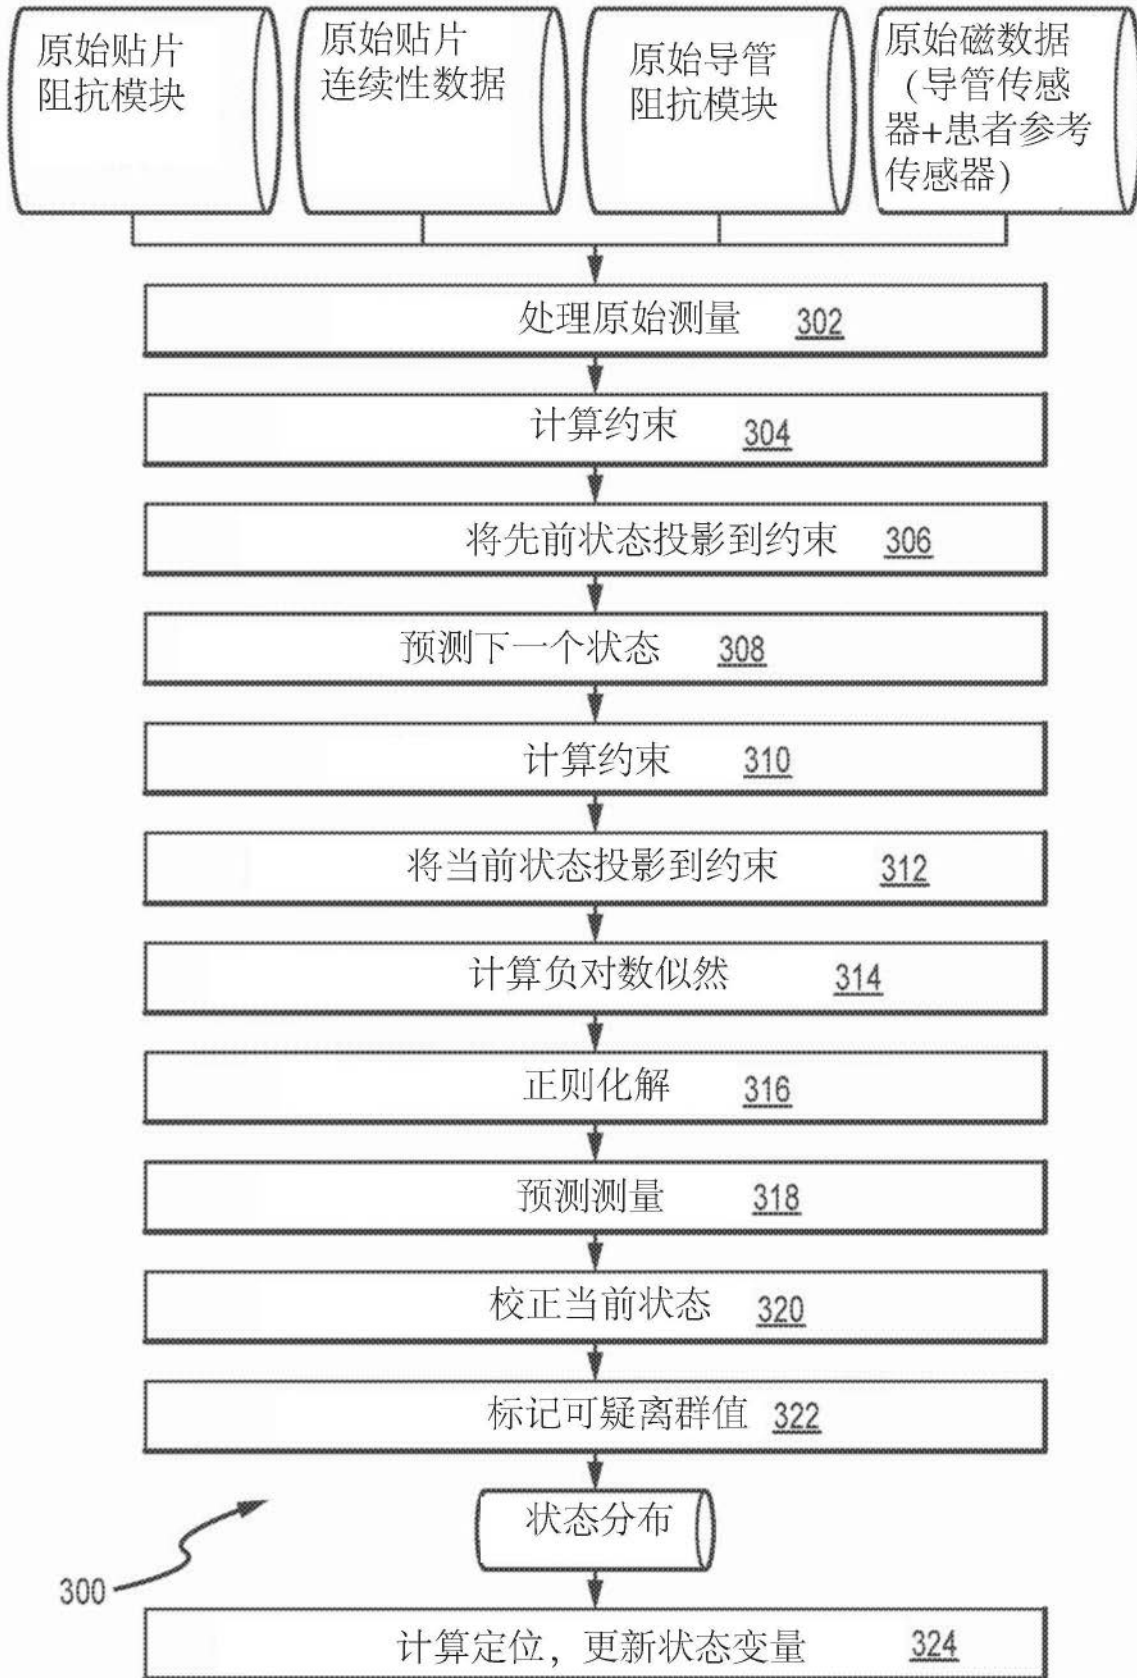 原始贴片
阻抗模块
原始贴片
连续性数据
原始导管
阻抗模块
原始磁数据
（导管传感
器+患者参考
传感器）
处理原始测量 302
计算约束 304
将先前状态投影到约束 306
预测下一个状态 308
计算约束 310
将当前状态投影到约束 312
计算负对数似然 314
正则化解 316
预测测量 318
校正当前状态 320
标记可疑离群值 322
状态分布
300
计算定位，更新状态变量 324